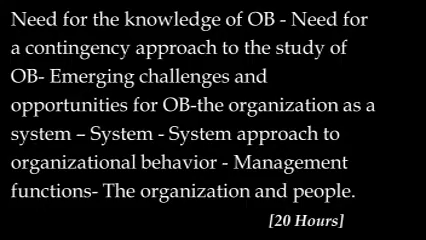 Need for the knowledge of OB - Need for
a contingency approach to the study of
OB- Emerging challenges and
opportunities for OB-the organization as a
system – System - System approach to
organizational behavior - Management
functions- The organization and people.
[20 Hours]